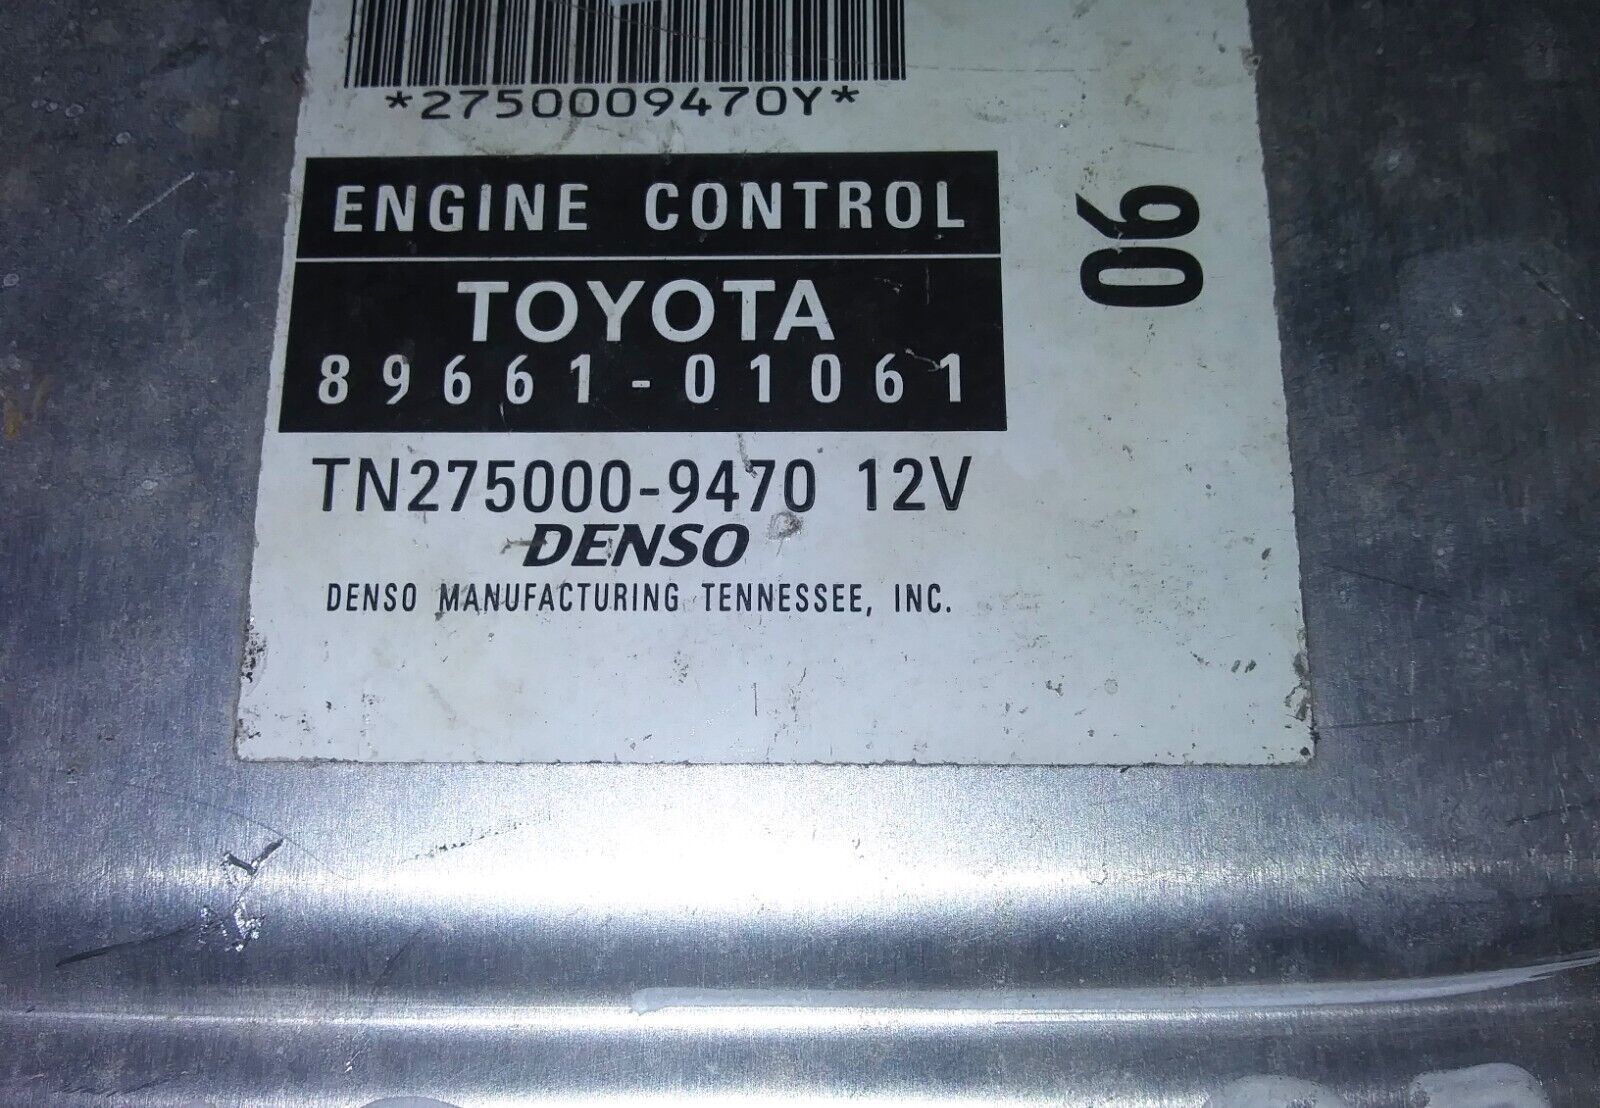 *2750009470Y*
ENGINE CONTROL
06
TOYOTA
89661-01061
TN275000-9470 12V
DENSO
DENSO MANUFACTURING TENNESSEE, INC.